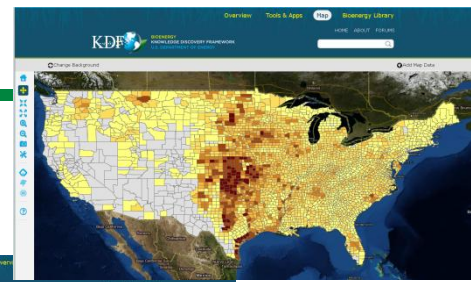 Overview Tools & Apps Map Bioenergy Library
HOME ABOUT FORUMS
KDF
BIOENERGY
KNOWLEDGE DISCOVERY FRAMEWORK
U.S. DEPARTMENT OF ENERGY
Change Background
Add Map Data